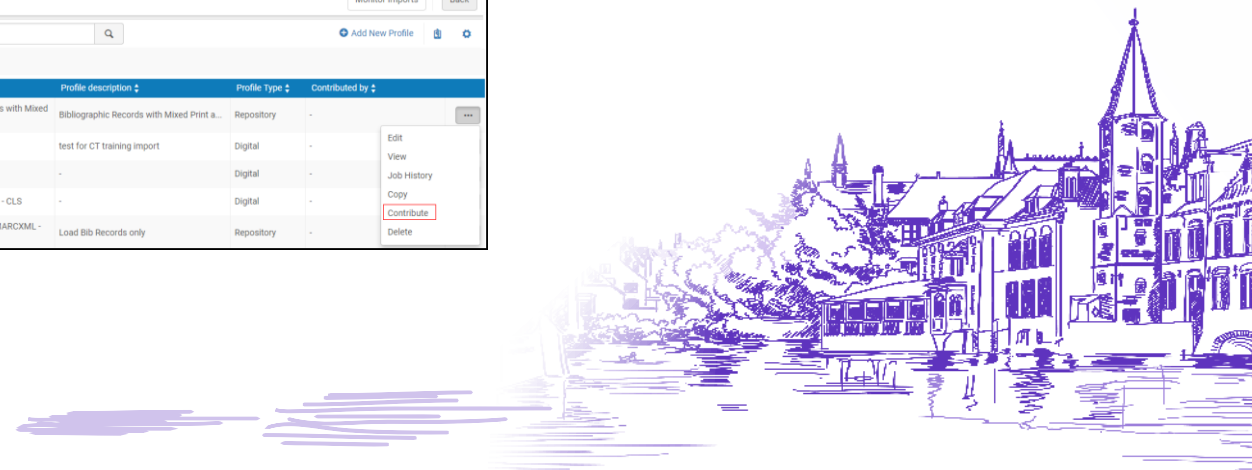 Monitor Imports Back
Add New Profile
Profile description Profile Type Contributed by
s with Mixed Bibliographic Records with Mixed Print a... Repository - ...
Edit
test for CT training import Digital -
View
- Digital -
Job History
Copy
- CLS - Digital -
Contribute
MARCXML - Load Bib Records only Repository -
Delete